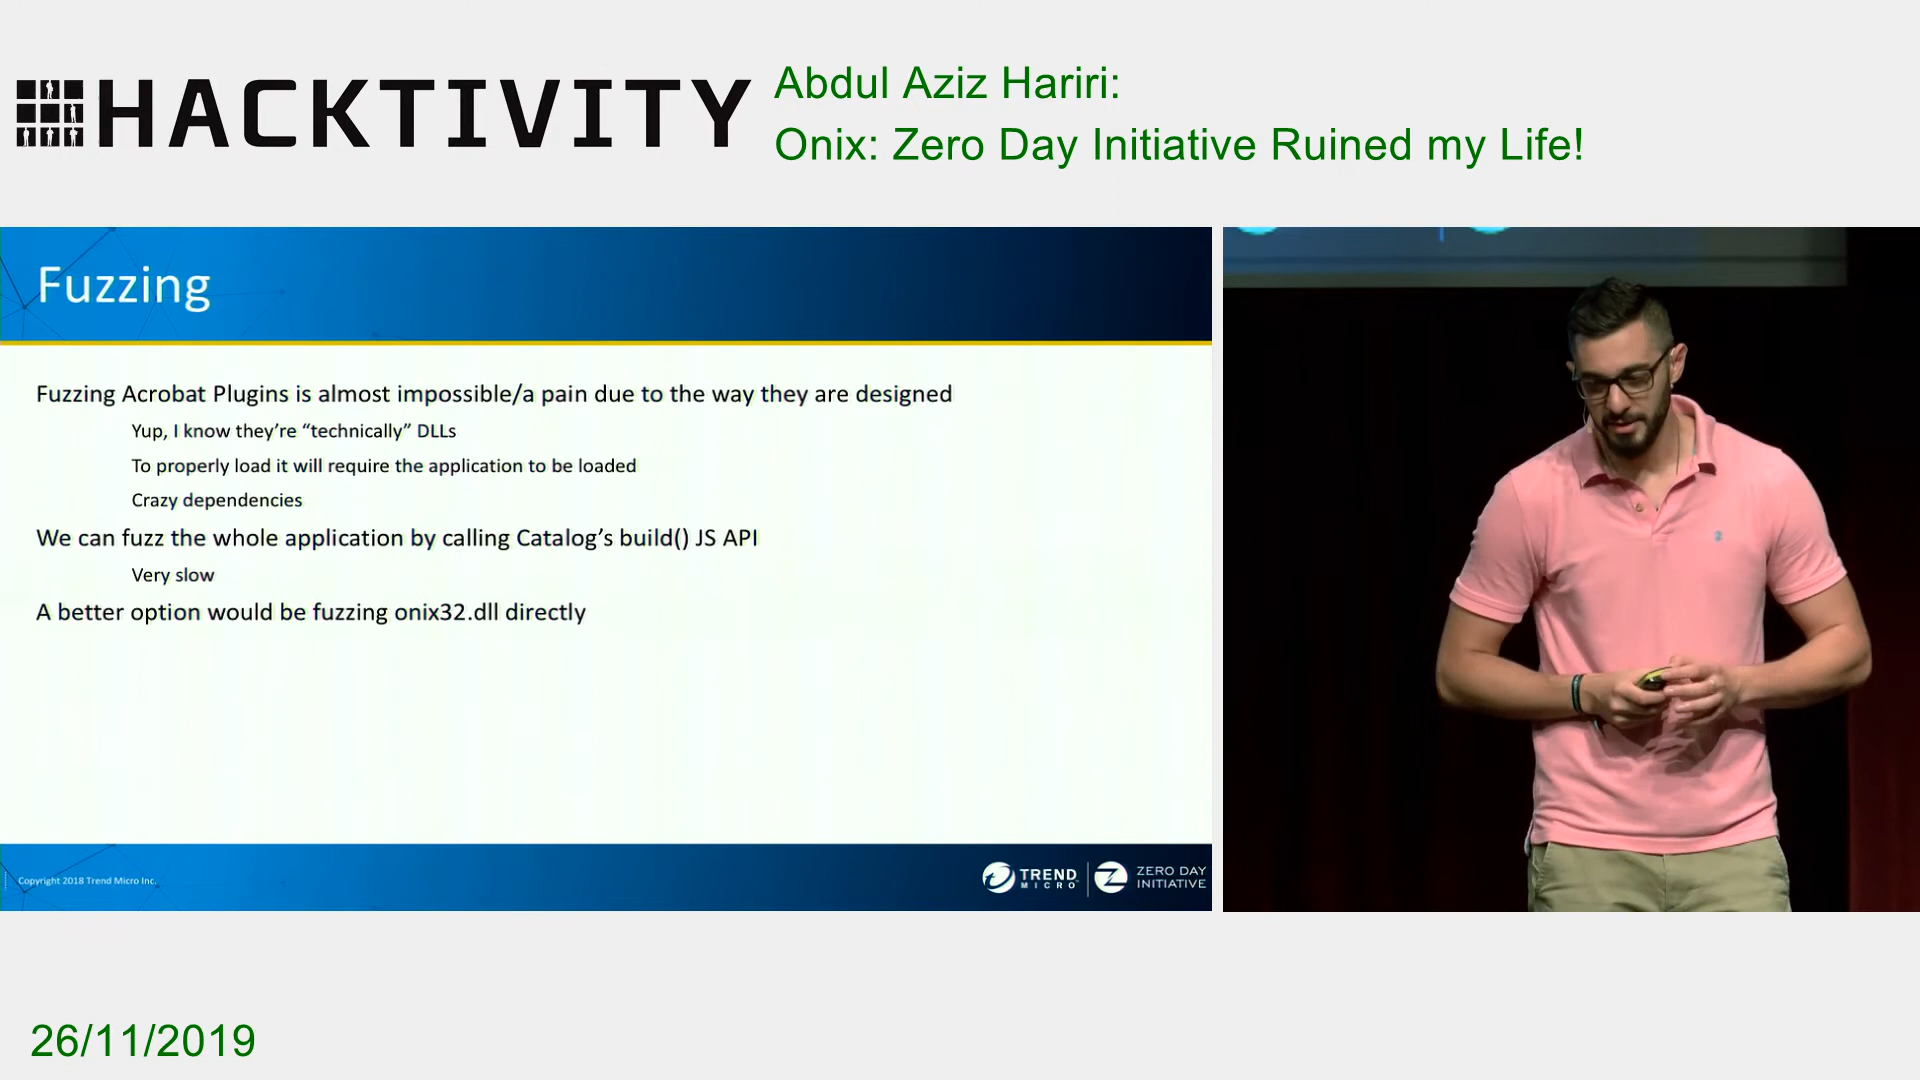 HACKTIVITY
Abdul Aziz Hariri:
Onix: Zero Day Initiative Ruined my Life!
Fuzzing
Fuzzing Acrobat Plugins is almost impossible/a pain due to the way they are designed
Yup, I know they're “technically” DLLs
To properly load it will require the application to be loaded
Crazy dependencies
We can fuzz the whole application by calling Catalog's build() JS API
Very slow
A better option would be fuzzing onix32.dll directly
Copyright 2018 Trend Micro Inc.
TREND
MICRO
ZERO DAY
INITIATIVE
26/11/2019